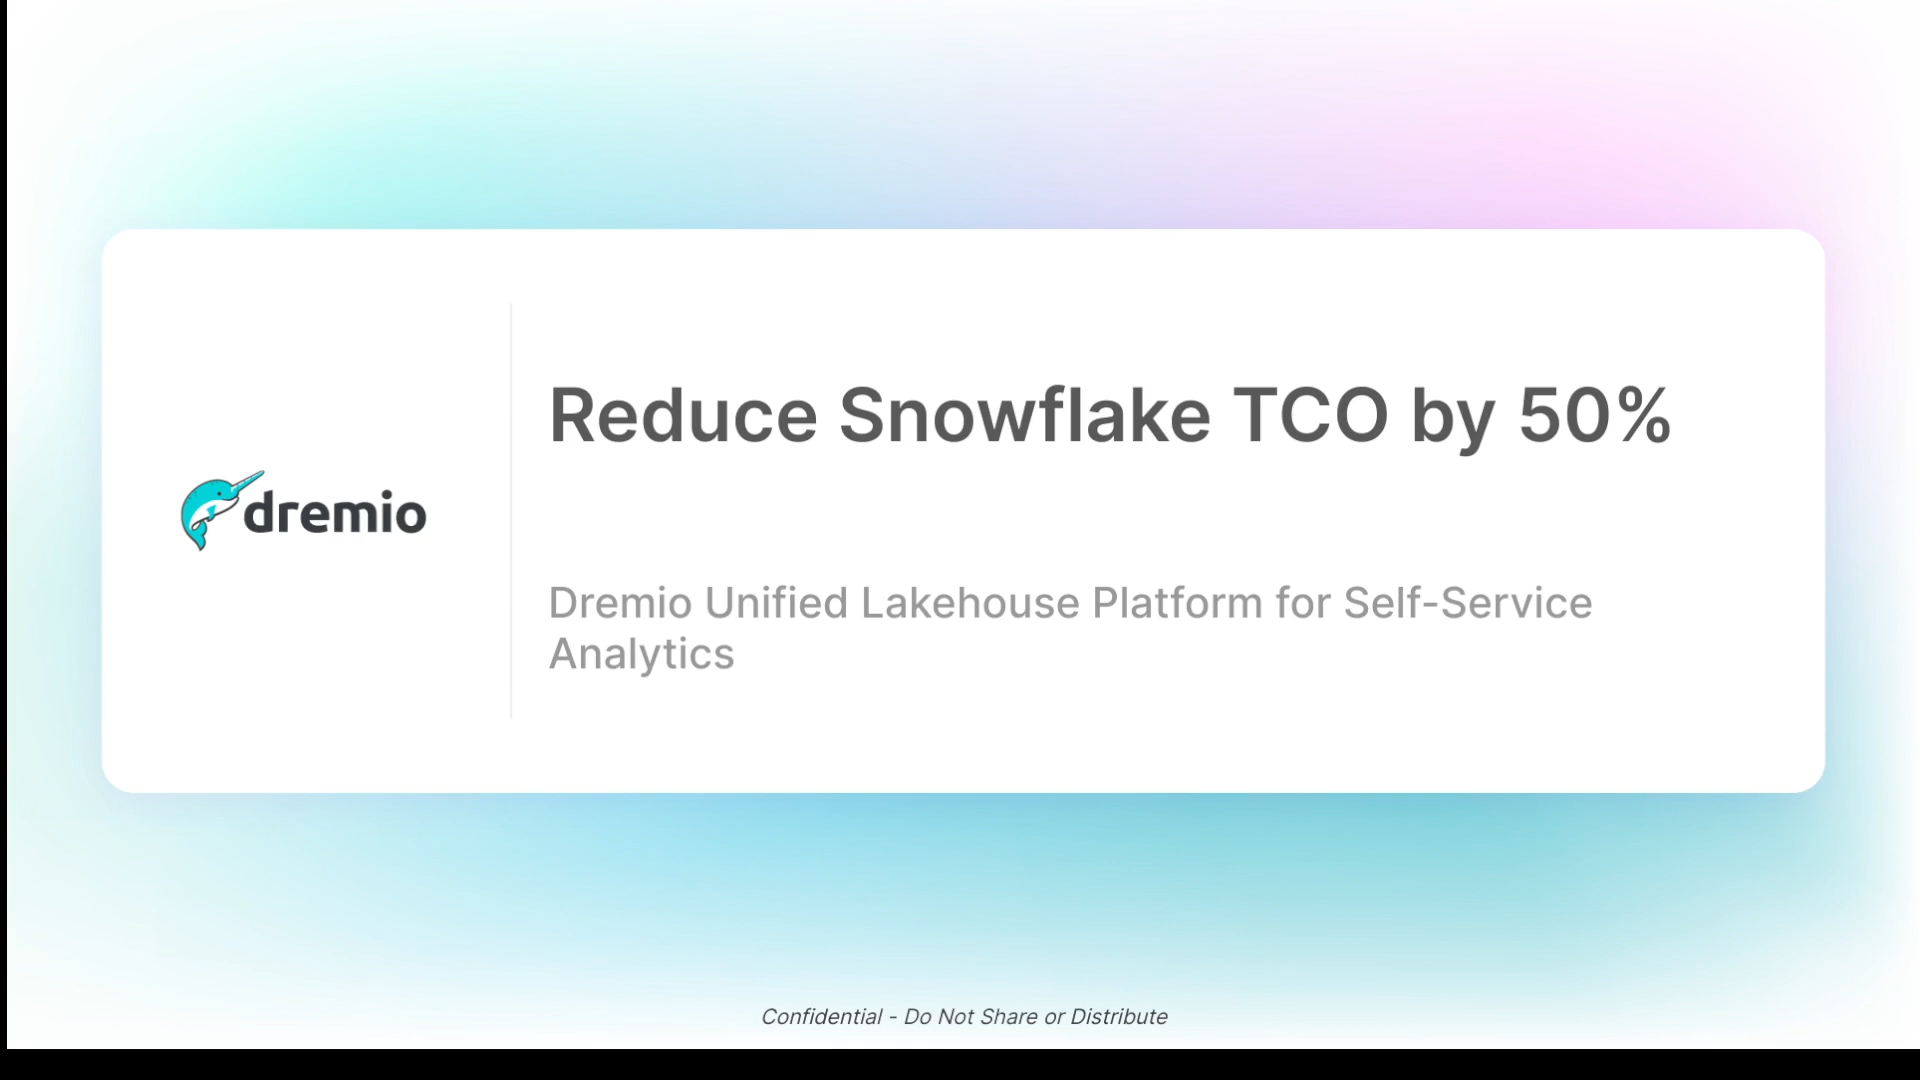 Reduce Snowflake TCO by 50%
dremio
Dremio Unified Lakehouse Platform for Self-Service
Analytics
Confidential - Do Not Share or Distribute